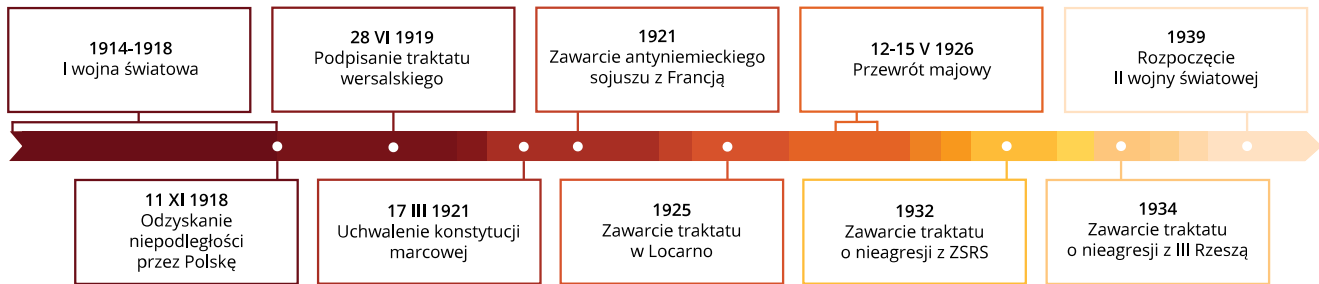 1914-1918
I wojna światowa
28 VI 1919
Podpisanie traktatu
wersalskiego
1921
Zawarcie antyniemieckiego
sojuszu z Francją
12-15 V 1926
Przewrót majowy
1939
Rozpoczęcie
II wojny światowej
11 XI 1918
Odzyskanie
niepodległości
przez Polskę
17 III 1921
Uchwalenie konstytucji
marcowej
1925
Zawarcie traktatu
w Locarno
1932
Zawarcie traktatu
o nieagresji z ZSRS
1934
Zawarcie traktatu
o nieagresji z III Rzeszą